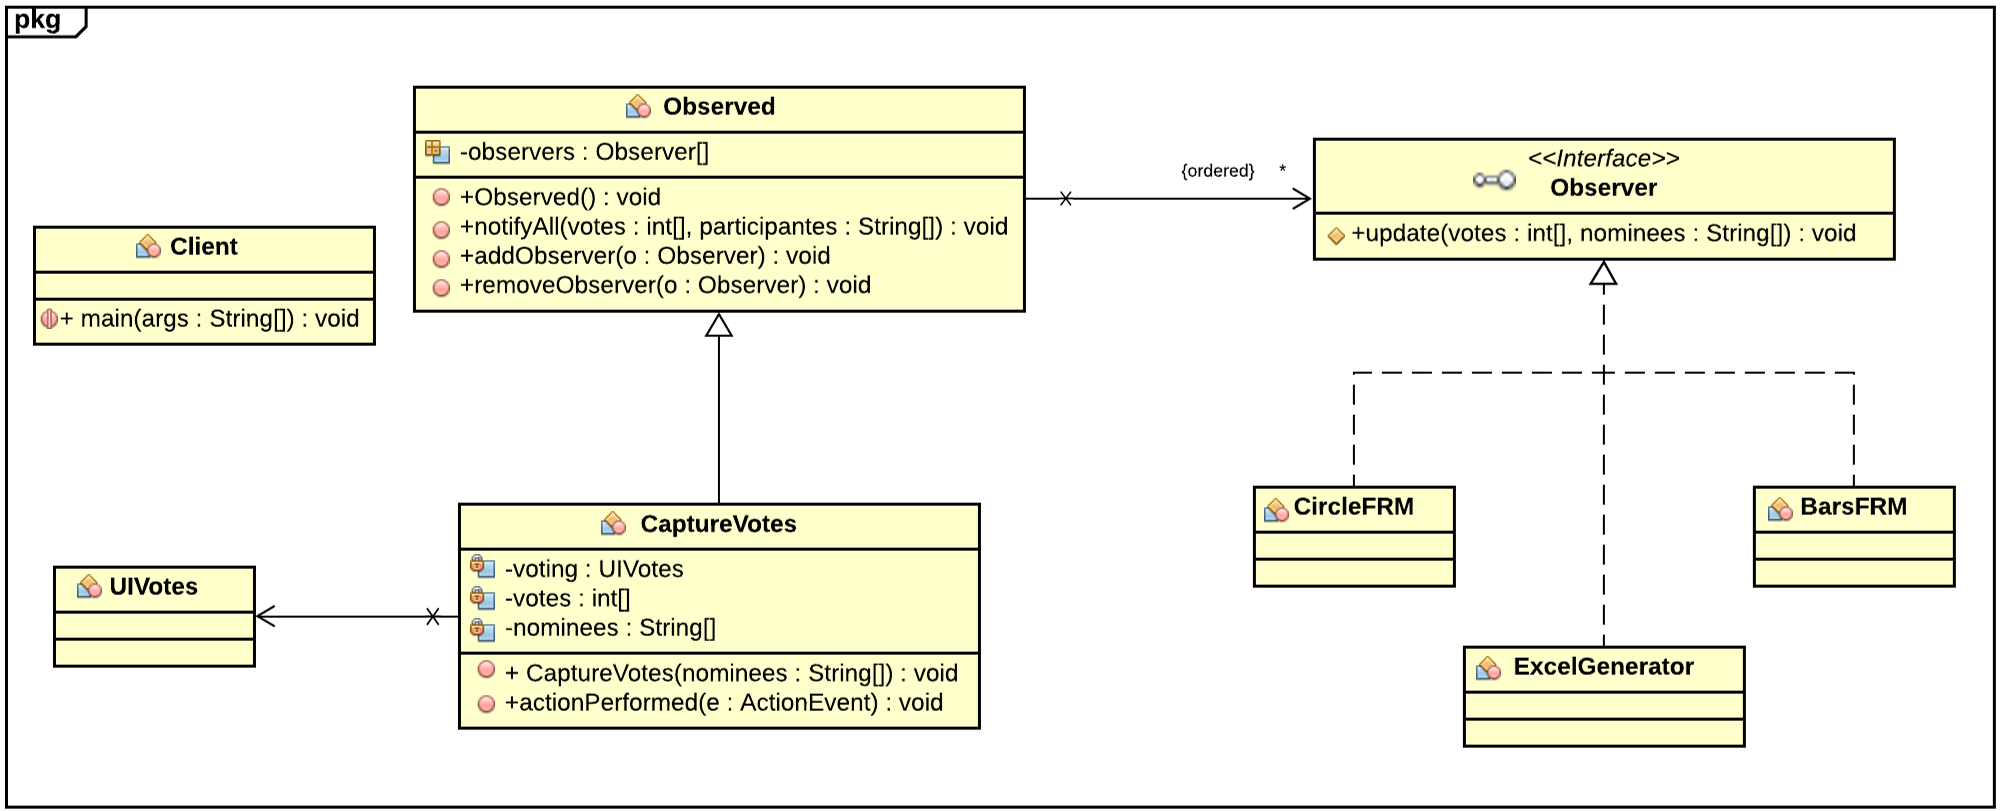 pkg
Observed
-observers : Observer[]
+Observed() : void
+notifyAll(votes : int[], participantes : String[]) : void
+addObserver(o : Observer) : void
+removeObserver(o : Observer) : void
{ordered} *
<<Interface>>
Observer
+update(votes : int[], nominees : String[]) : void
Client
+ main(args : String[]) : void
CaptureVotes
-voting : UIVotes
-votes : int[]
-nominees : String[]
+ CaptureVotes(nominees : String[]) : void
+actionPerformed(e : ActionEvent) : void
UIVotes
CircleFRM
BarsFRM
ExcelGenerator